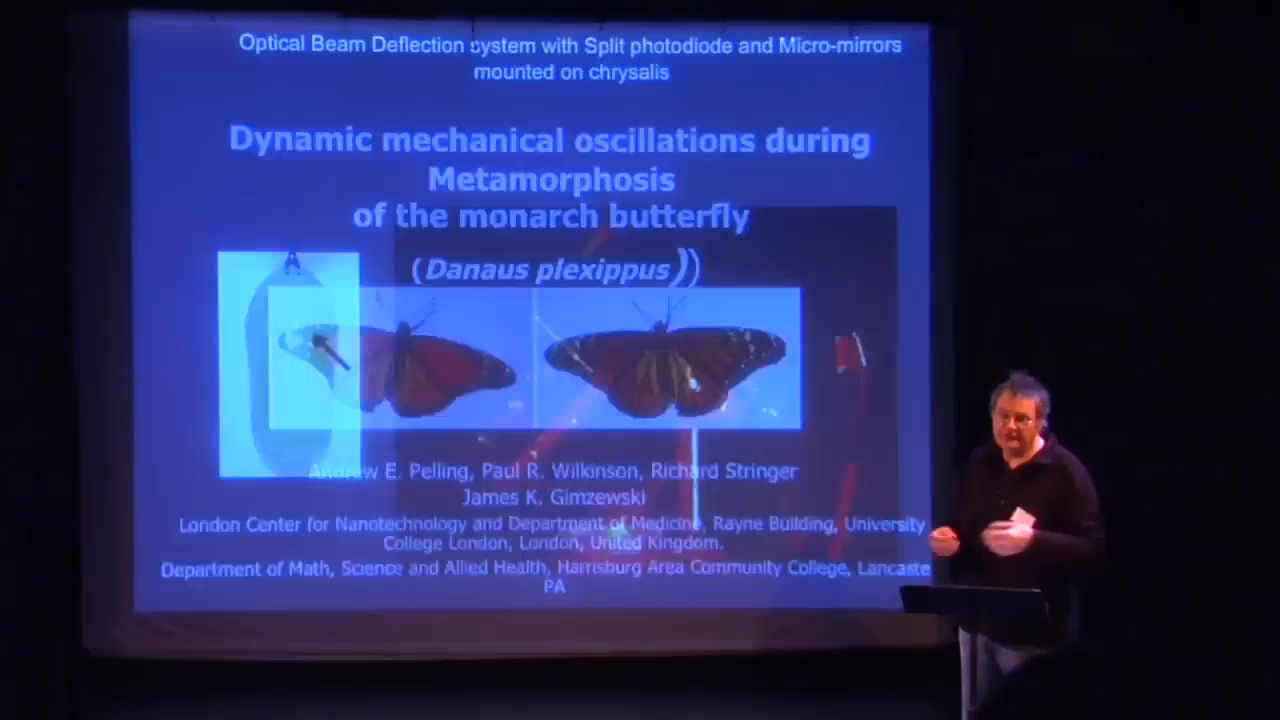 Optical Beam Deflection system with Split photodiode and Micro-mirrors
mounted on chrysalis
Dynamic mechanical oscillations during
Metamorphosis
of the monarch butterfly
(Danaus plexippus))
Andrew E. Pelling, Paul R. Wilkinson, Richard Stringer
James K. Gimzewski
London Center for Nanotechnology and Department of Medicine, Rayne Building, University
College London, London, United Kingdom.
Department of Math, Science and Allied Health, Harrisburg Area Community College, Lancaste
PA